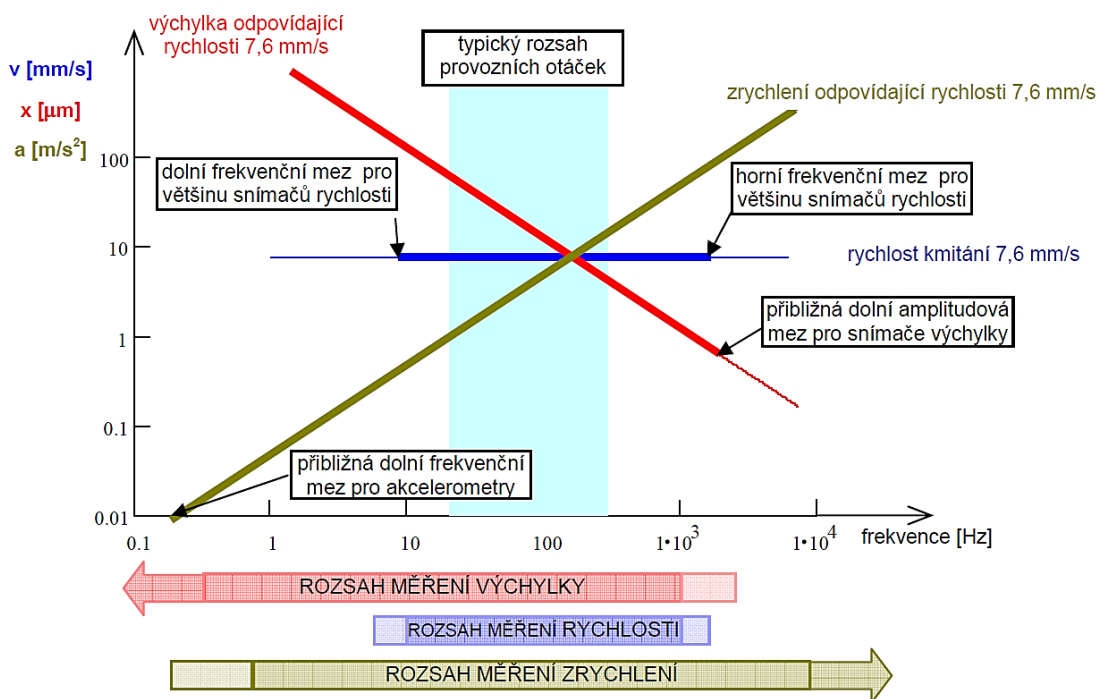 výchylka odpovídající
rychlosti 7,6 mm/s
typický rozsah
provozních otáček
v [mm/s]
x [μm]
a [m/s²]
zrychlení odpovídající rychlosti 7,6 mm/s
dolní frekvenční mez pro
většinu snímačů rychlosti
horní frekvenční mez pro
většinu snímačů rychlosti
rychlost kmitání 7,6 mm/s
přibližná dolní amplitudová
mez pro snímače výchylky
přibližná dolní frekvenční
mez pro akcelerometry
100
10
1
0.1
0.01
0.1
1
10
100
1•10³
1•10⁴
frekvence [Hz]
ROZSAH MĚŘENÍ VÝCHYLKY
ROZSAH MĚŘENÍ RYCHLOSTI
ROZSAH MĚŘENÍ ZRYCHLENÍ